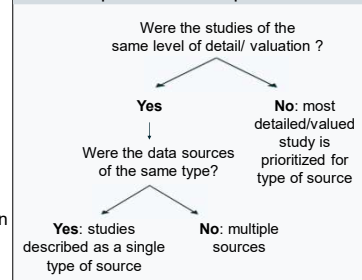 Were the studies of the
same level of detail/ valuation ?
Yes
No: most
detailed/valued
study is
prioritized for
type of source
Were the data sources
of the same type?
Yes: studies
described as a single
type of source
No: multiple
sources